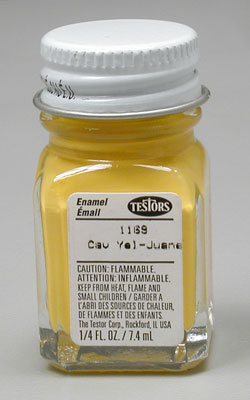 Enamel
Émail
TESTORS
1169
Cav Yel-Juane
CAUTION: FLAMMABLE.
ATTENTION: INFLAMMABLE.
KEEP FROM HEAT, FLAME AND
SMALL CHILDREN / GARDER A
L'ABRI DES SOURCES DE CHALEUR,
DE FLAMMES ET DES ENFANTS.
The Testor Corp., Rockford, IL USA
1/4 FL. OZ. / 7.4 mL